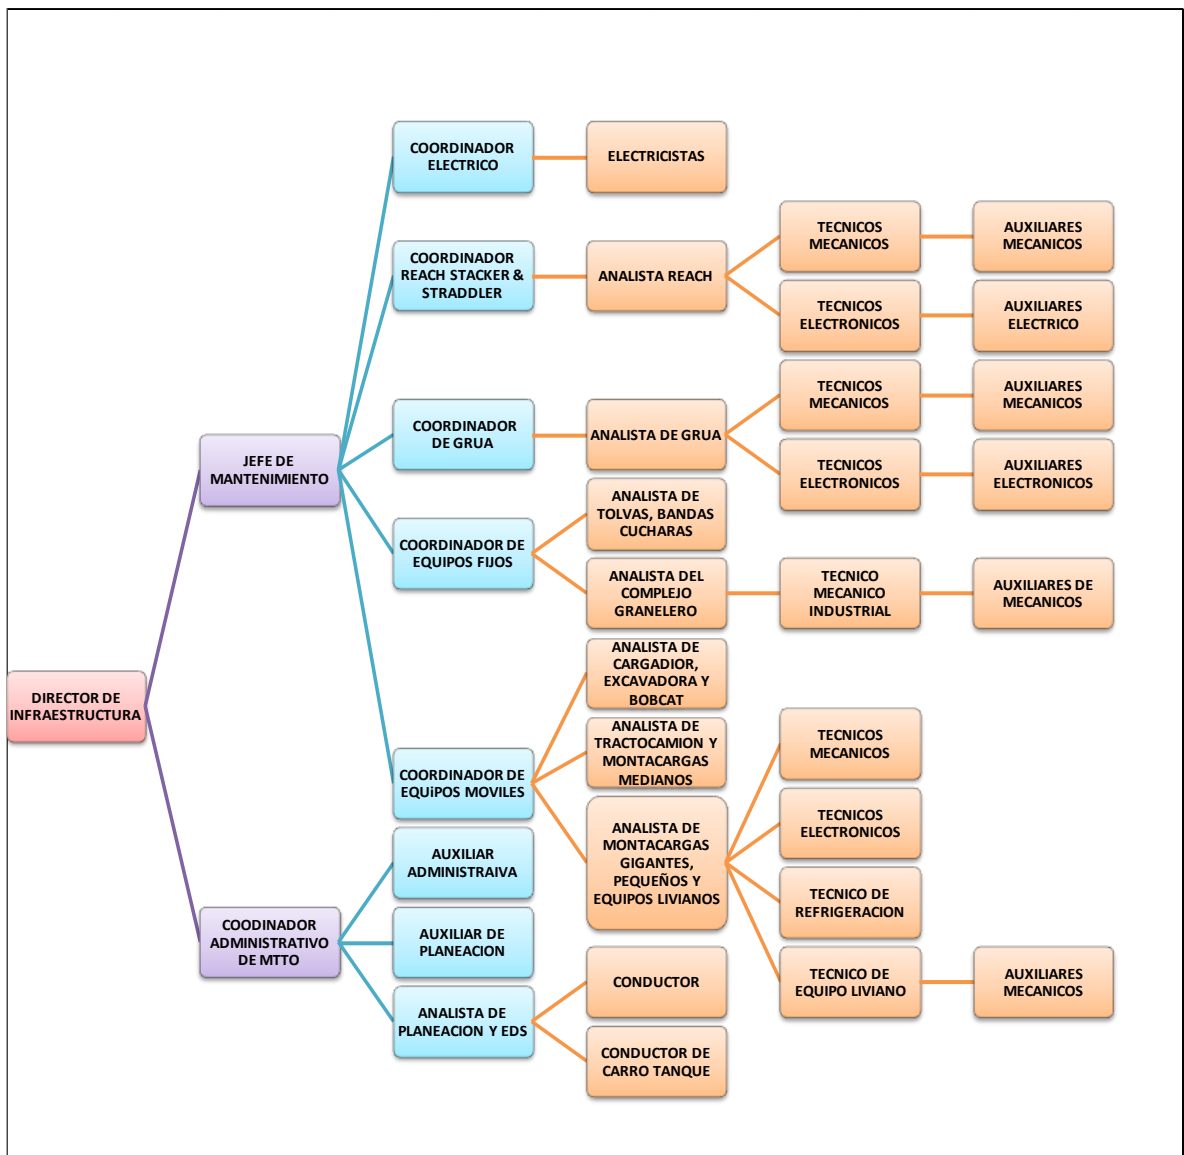 DIRECTOR DE
INFRAESTRUCTURA
JEFE DE
MANTENIMIENTO
COORDINADOR
ELECTRICO
ELECTRICISTAS
COORDINADOR
REACH STACKER &
STRADDLER
ANALISTA REACH
TECNICOS
MECANICOS
AUXILIARES
MECANICOS
TECNICOS
ELECTRONICOS
AUXILIARES
ELECTRICO
COORDINADOR
DE GRUA
ANALISTA DE GRUA
TECNICOS
MECANICOS
AUXILIARES
MECANICOS
TECNICOS
ELECTRONICOS
AUXILIARES
ELECTRONICOS
COORDINADOR DE
EQUIPOS FIJOS
ANALISTA DE
TOLVAS, BANDAS
CUCHARAS
ANALISTA DEL
COMPLEJO
GRANELERO
TECNICO
MECANICO
INDUSTRIAL
AUXILIARES DE
MECANICOS
COORDINADOR DE
EQUiPOS MOVILES
ANALISTA DE
CARGADIOR,
EXCAVADORA Y
BOBCAT
ANALISTA DE
TRACTOCAMION Y
MONTACARGAS
MEDIANOS
ANALISTA DE
MONTACARGAS
GIGANTES,
PEQUEÑOS Y
EQUIPOS LIVIANOS
TECNICOS
MECANICOS
TECNICOS
ELECTRONICOS
TECNICO DE
REFRIGERACION
TECNICO DE
EQUIPO LIVIANO
AUXILIARES
MECANICOS
COODINADOR
ADMINISTRATIVO
DE MTTO
AUXILIAR
ADMINISTRAIVA
AUXILIAR DE
PLANEACION
ANALISTA DE
PLANEACION Y EDS
CONDUCTOR
CONDUCTOR DE
CARRO TANQUE